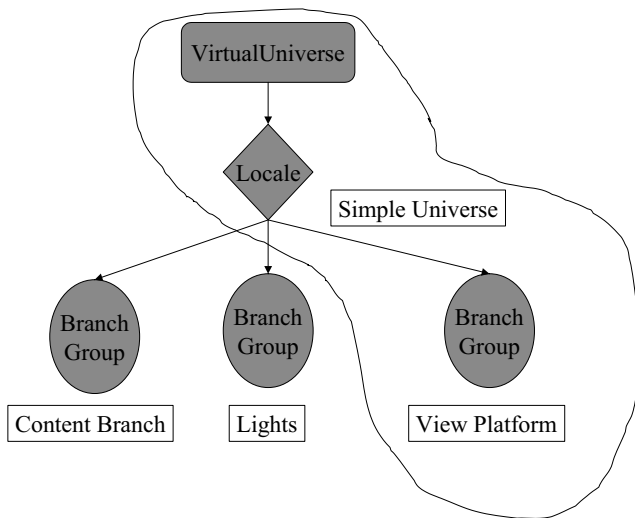 VirtualUniverse
Locale
Simple Universe
Branch
Group
Branch
Group
Branch
Group
Content Branch
Lights
View Platform